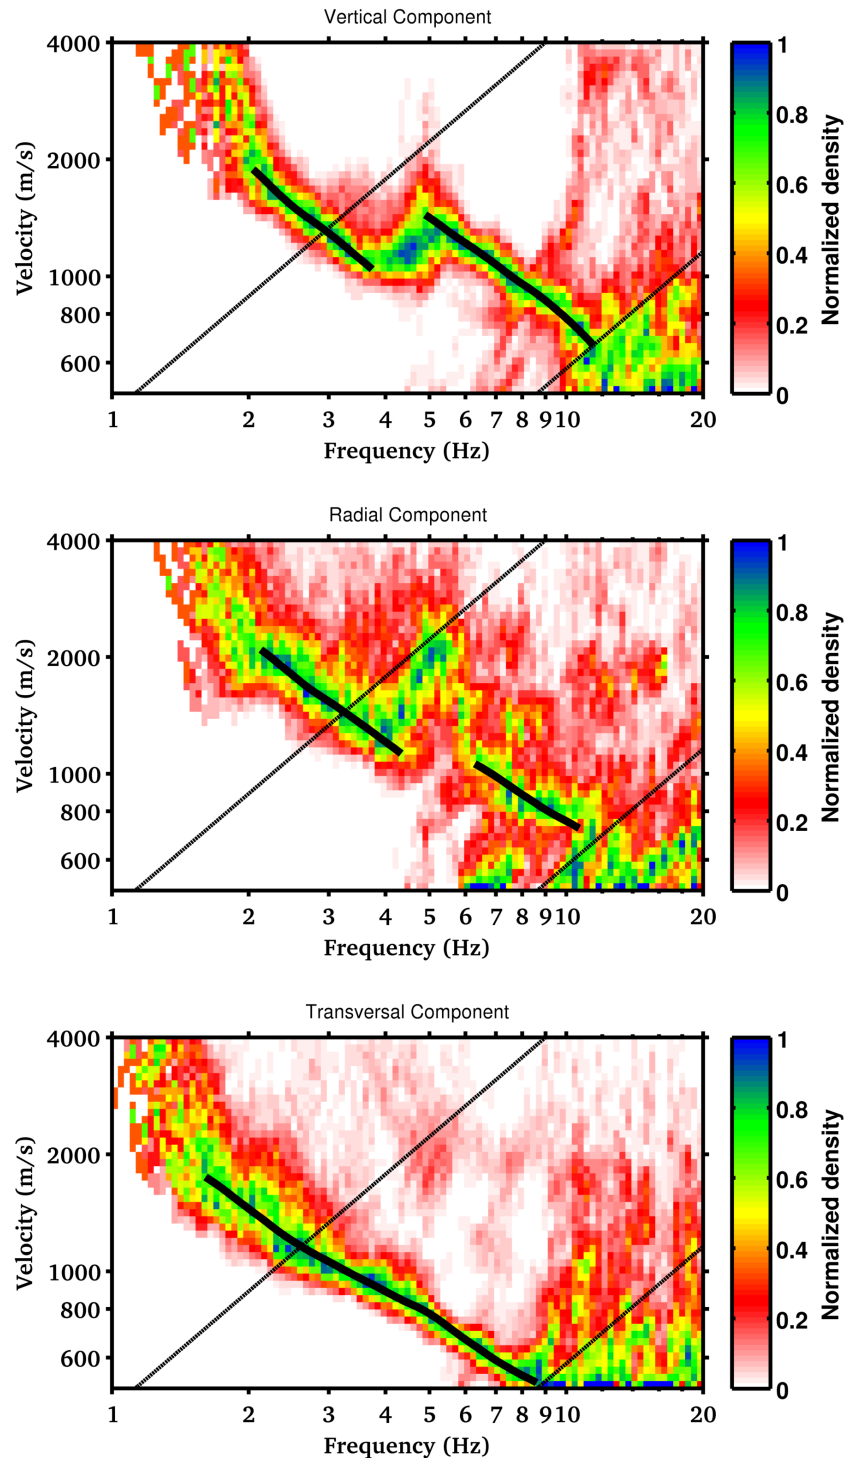 Vertical Component
4000
2000
1000
800
600
Velocity (m/s)
1 2 3 4 5 6 7 8 9 10 20
Frequency (Hz)
1
0.8
0.6
0.4
0.2
0
Normalized density
Radial Component
4000
2000
1000
800
600
Velocity (m/s)
1 2 3 4 5 6 7 8 9 10 20
Frequency (Hz)
1
0.8
0.6
0.4
0.2
0
Normalized density
Transversal Component
4000
2000
1000
800
600
Velocity (m/s)
1 2 3 4 5 6 7 8 9 10 20
Frequency (Hz)
1
0.8
0.6
0.4
0.2
0
Normalized density